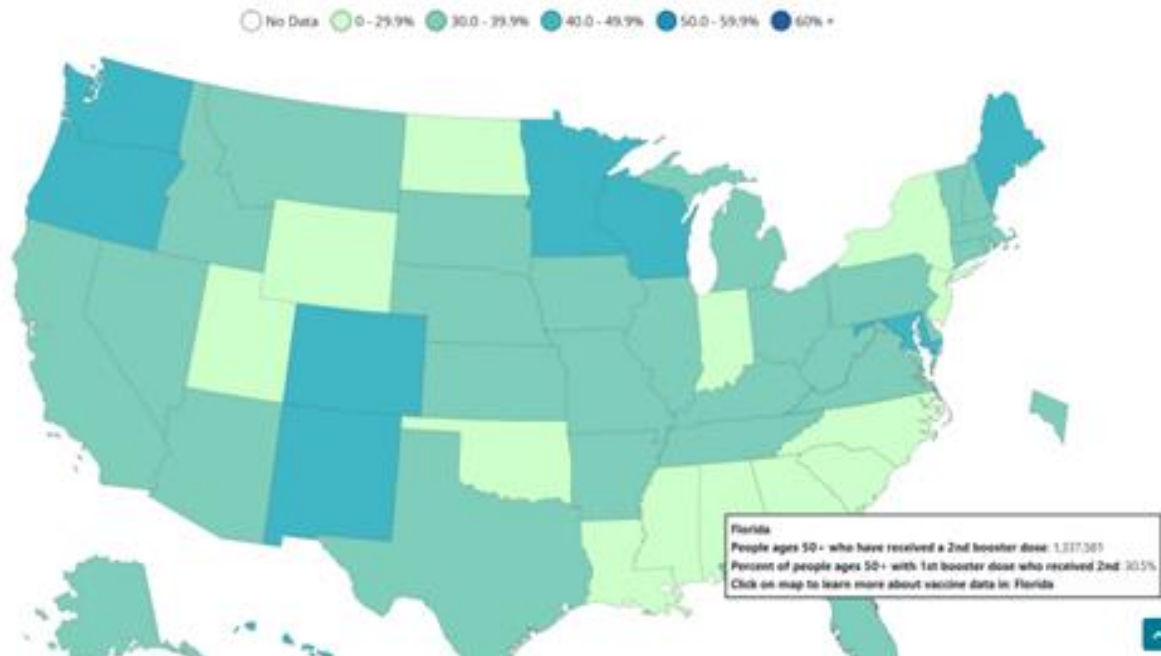 No Data 0 - 29.9% 30.0 - 39.9% 40.0 - 49.9% 50.0 - 59.9% 60% +
Florida
People ages 50+ who have received a 2nd booster dose: 1,337,581
Percent of people ages 50+ with 1st booster dose who received 2nd: 30.5%
Click on map to learn more about vaccine data in: Florida